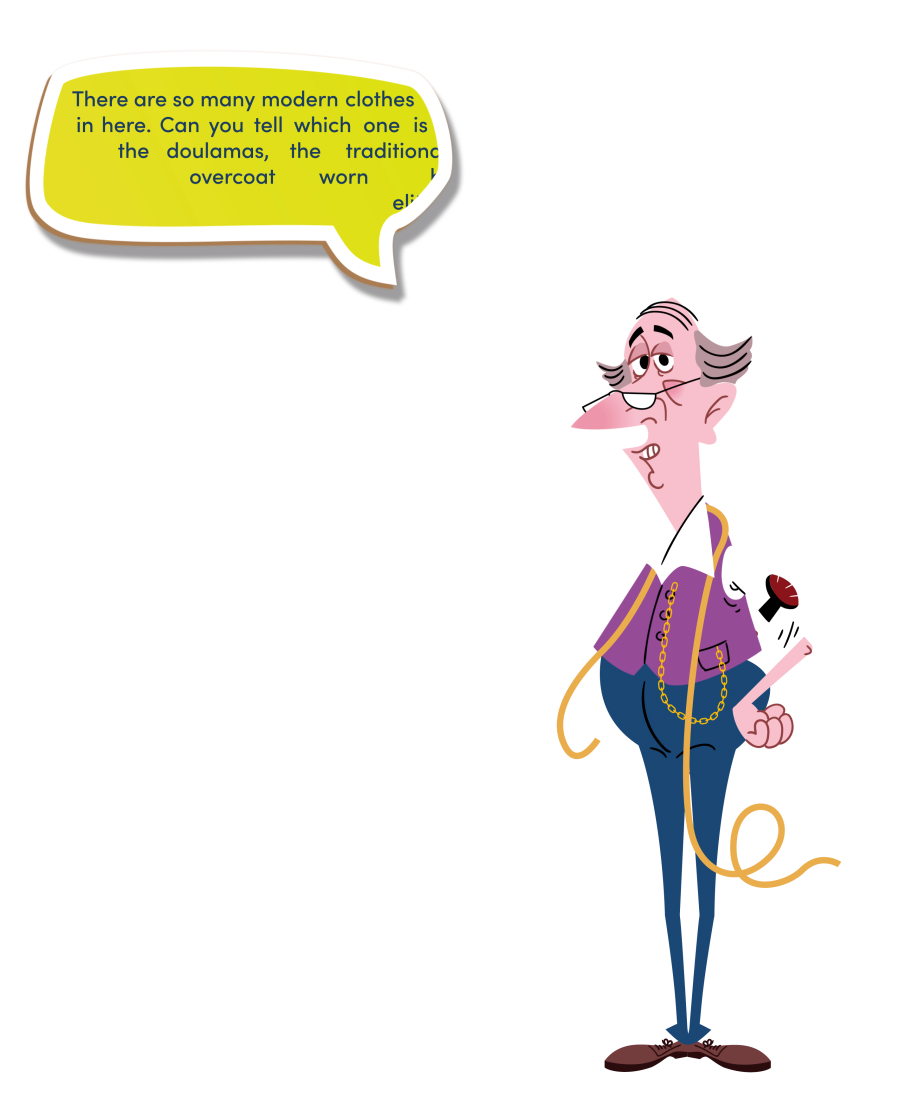 There are so many modern clothes
in here. Can you tell which one is
the doulamas, the
overcoat worn